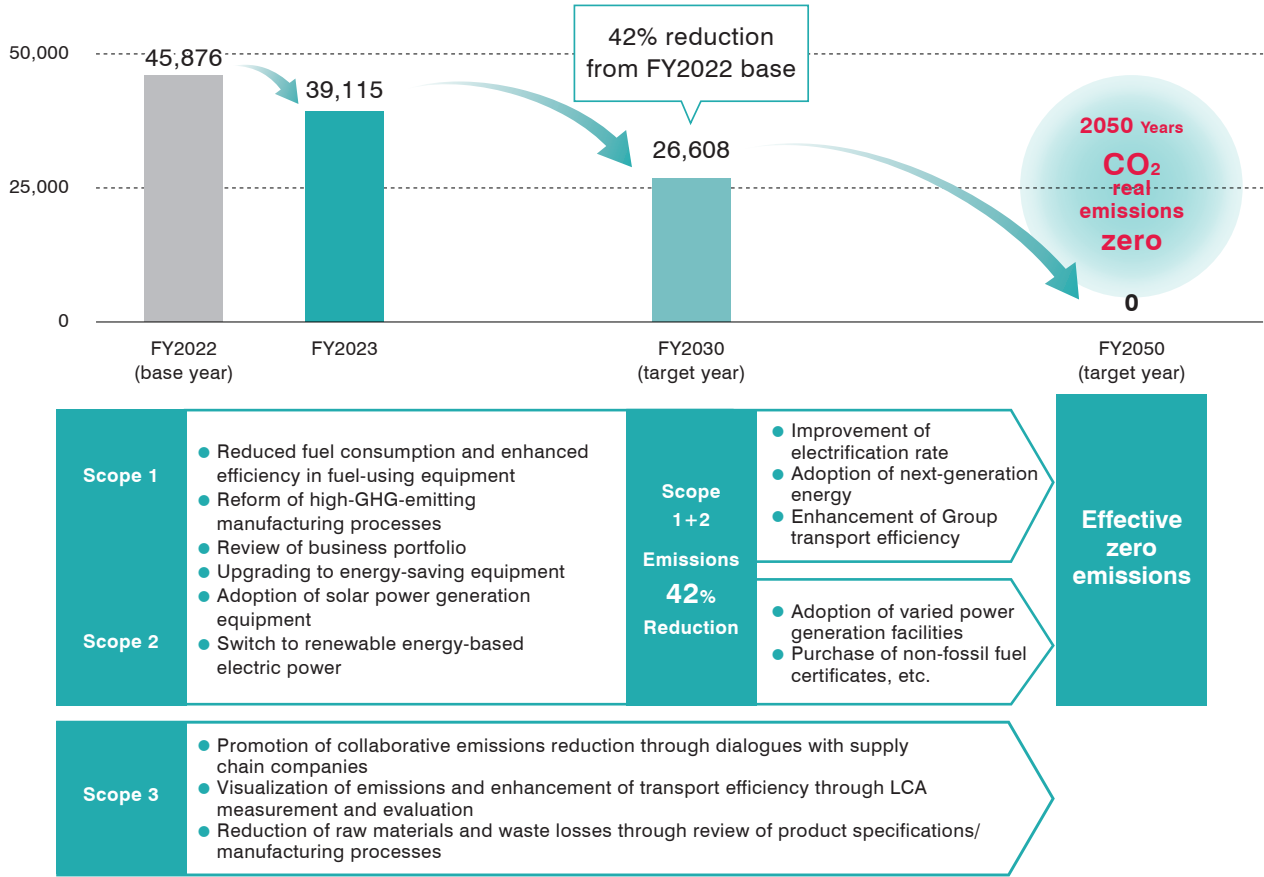 50,000
25,000
0
45,876
39,115
42% reduction
from FY2022 base
26,608
2050 Years
CO2
real
emissions
zero
0
FY2022
(base year)
FY2023
FY2030
(target year)
FY2050
(target year)
Scope 1
Scope 2
Reduced fuel consumption and enhanced
efficiency in fuel-using equipment
Reform of high-GHG-emitting
manufacturing processes
Review of business portfolio
Upgrading to energy-saving equipment
Adoption of solar power generation
equipment
Switch to renewable energy-based
electric power
Scope
1+2
Emissions
42%
Reduction
Improvement of
electrification rate
Adoption of next-generation
energy
Enhancement of Group
transport efficiency
Adoption of varied power
generation facilities
Purchase of non-fossil fuel
certificates, etc.
Effective
zero
emissions
Scope 3
Promotion of collaborative emissions reduction through dialogues with supply
chain companies
Visualization of emissions and enhancement of transport efficiency through LCA
measurement and evaluation
Reduction of raw materials and waste losses through review of product specifications/
manufacturing processes